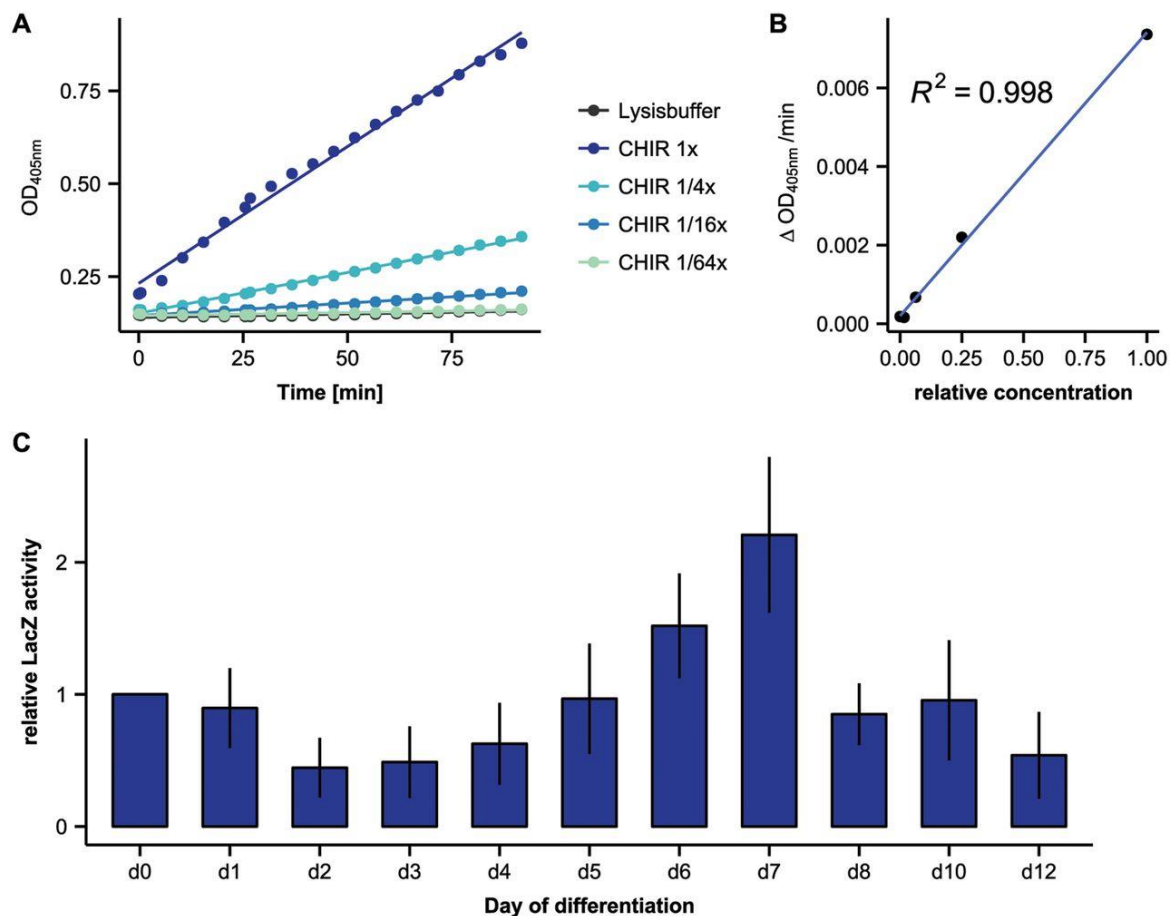 A
0.75
0.50
0.25
OD405nm
0
25
50
75
Time [min]
Lysisbuffer
CHIR 1x
CHIR 1/4x
CHIR 1/16x
CHIR 1/64x
B
R² = 0.998
0.006
0.004
0.002
0.000
Δ OD405nm /min
0.00
0.25
0.50
0.75
1.00
relative concentration
C
2
1
0
relative LacZ activity
d0
d1
d2
d3
d4
d5
d6
d7
d8
d10
d12
Day of differentiation